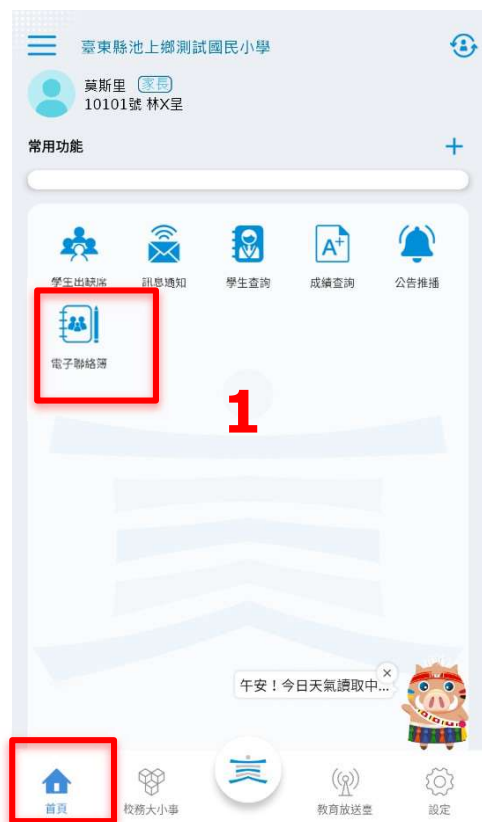 臺東縣池上鄉測試國民小學
莫斯里 家長
10101號 林X呈
常用功能
學生出缺席 訊息通知 學生查詢 成績查詢 公告推播
A+
電子聯絡簿
1
午安！今日天氣讀取中...
首頁 校務大小事 教育放送臺 設定